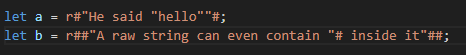 let a = r#"He said "hello""#;
let b = r##"A raw string can even contain "# inside it"##;